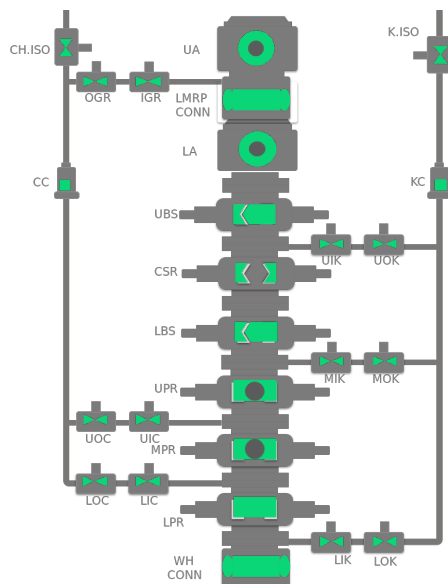 K.ISO
CH.ISO
UA
OGR
IGR
LMRP
CONN
LA
CC
KC
UBS
UIK
UOK
CSR
LBS
MIK
MOK
UPR
UOC
UIC
MPR
LOC
LIC
LPR
LIK
LOK
WH
CONN